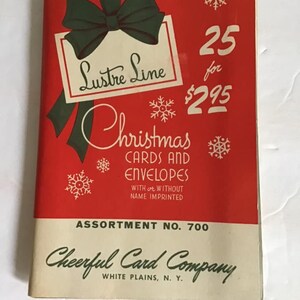 Lustre Line
25
for
$2.95
Christmas
CARDS AND
ENVELOPES
WITH or WITHOUT
NAME IMPRINTED
ASSORTMENT NO. 700
Cheerful Card Company
WHITE PLAINS, N. Y.